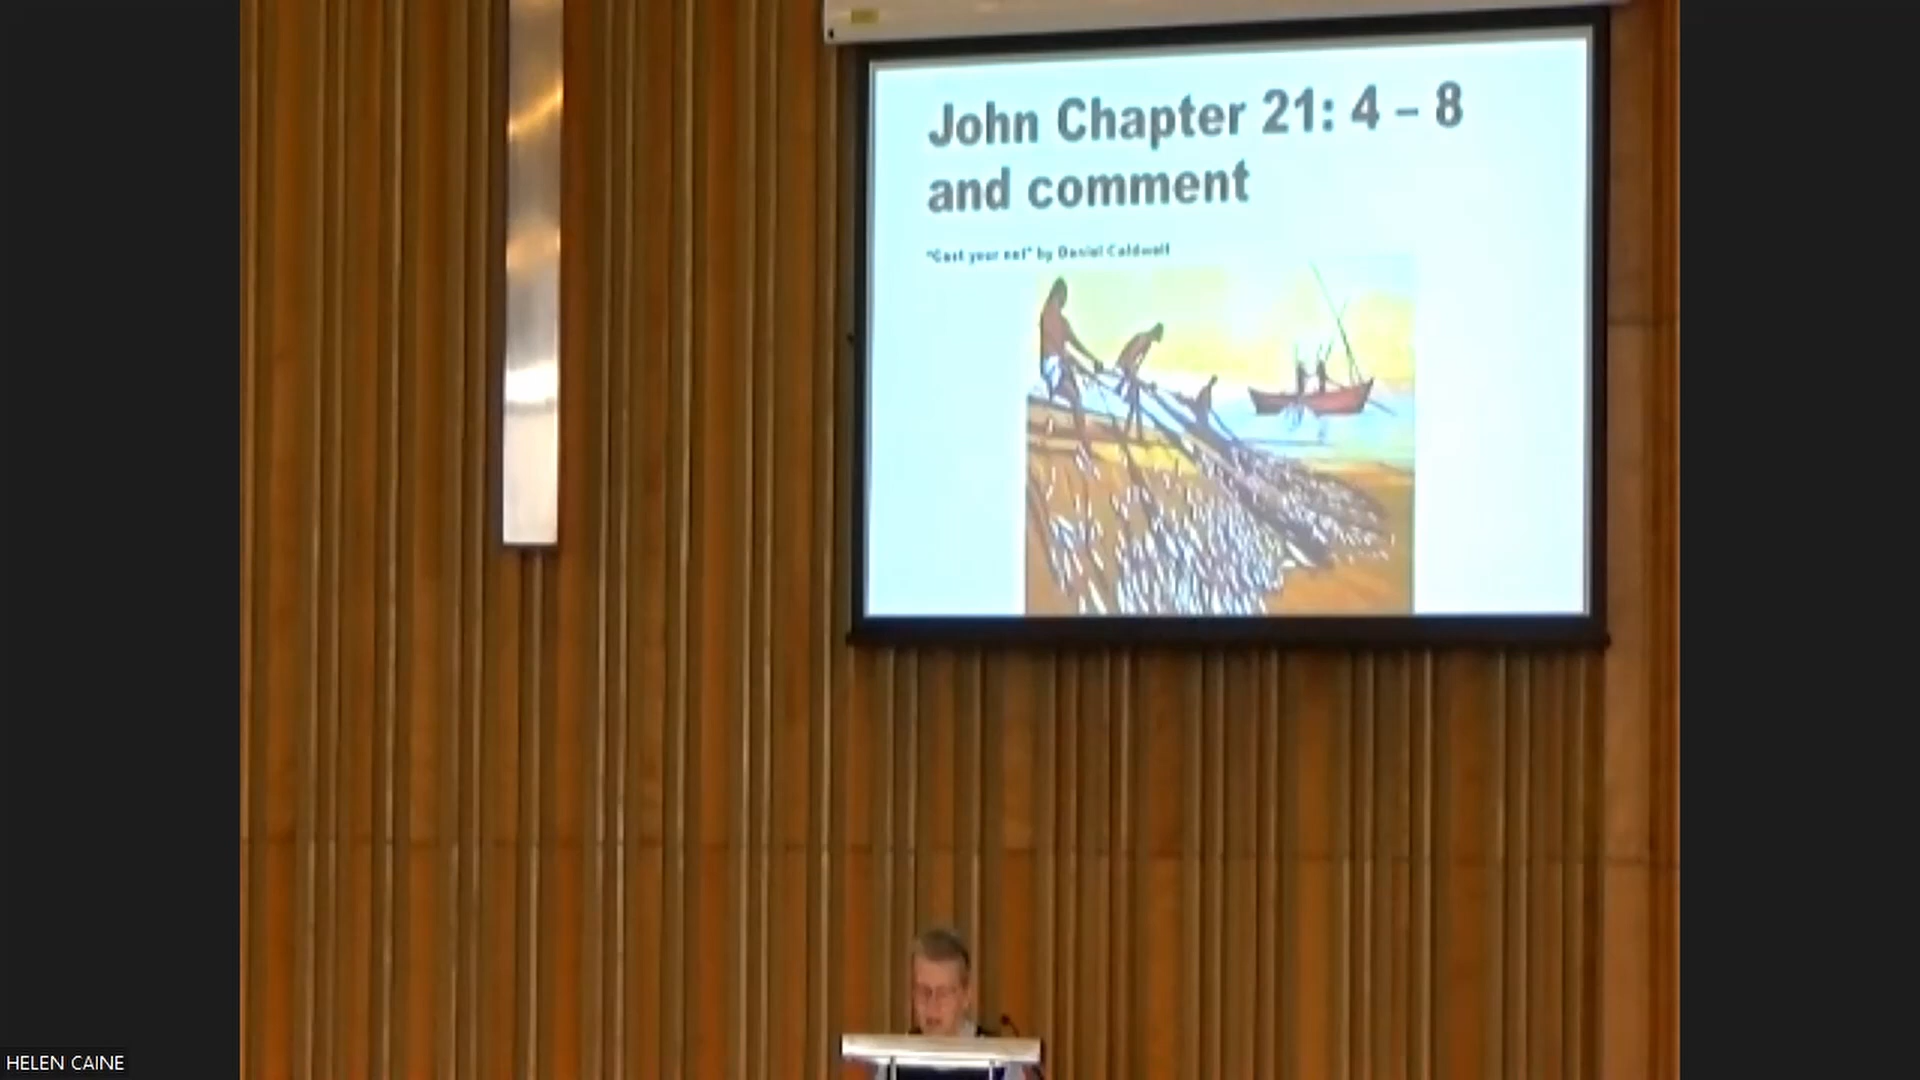 John Chapter 21: 4 – 8
and comment
"Cast your net" by Daniel Caldwell
HELEN CAINE